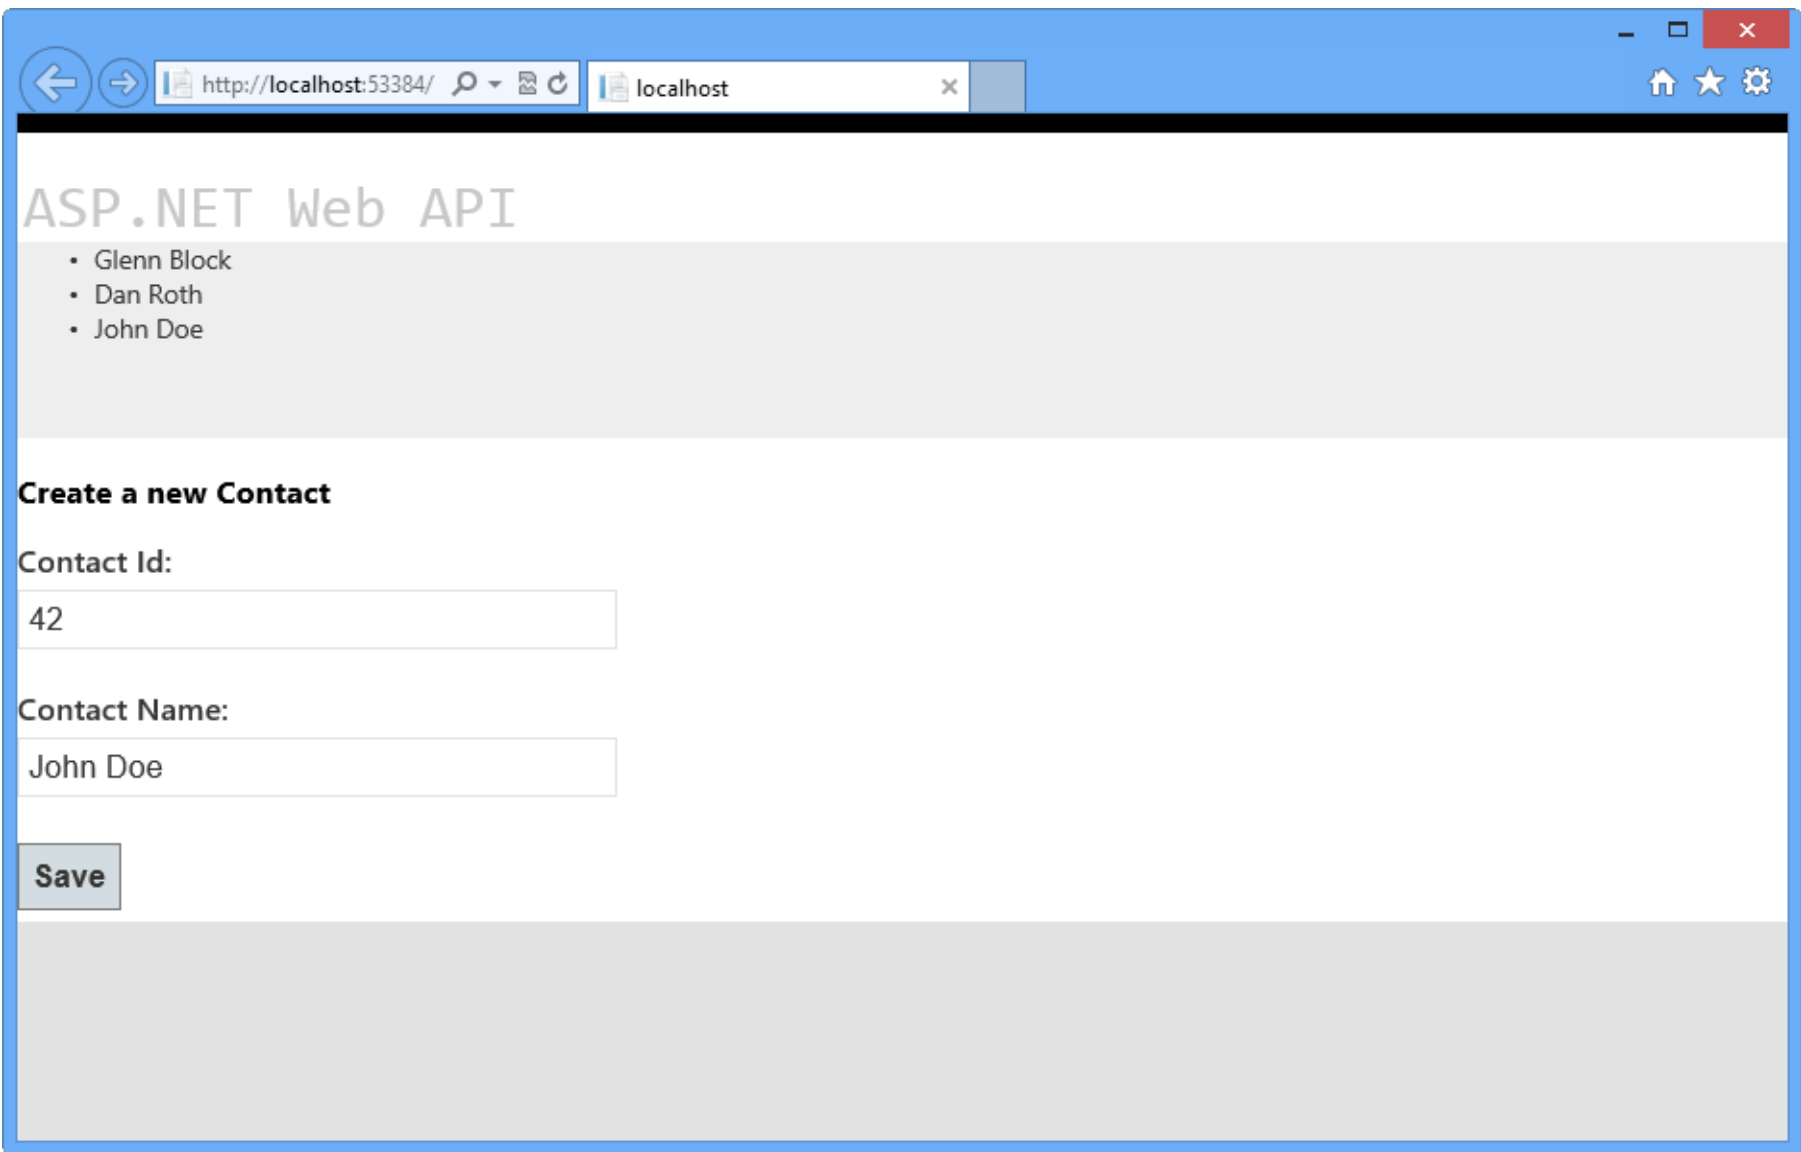 http://localhost:53384/
localhost
ASP.NET Web API
• Glenn Block
• Dan Roth
• John Doe
Create a new Contact
Contact Id:
42
Contact Name:
John Doe
Save